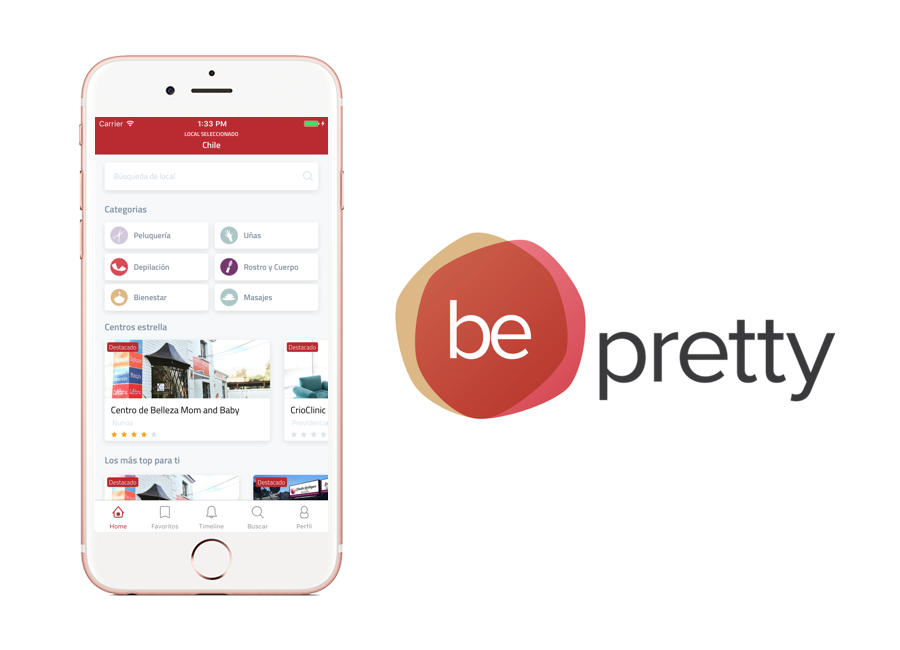 Carrier 1:33 PM
LOCAL SELECCIONADO
Chile
Búsqueda de local
Categorias
Peluquería
Uñas
Depilación
Rostro y Cuerpo
Bienestar
Masajes
Centros estrella
Destacado
Destacado
Centro de Belleza Mom and Baby
Nunoa
CrioClinic
Providencia
Los más top para ti
Destacado
Destacado
Home
Favoritos
Timeline
Buscar
Perfil
be
pretty